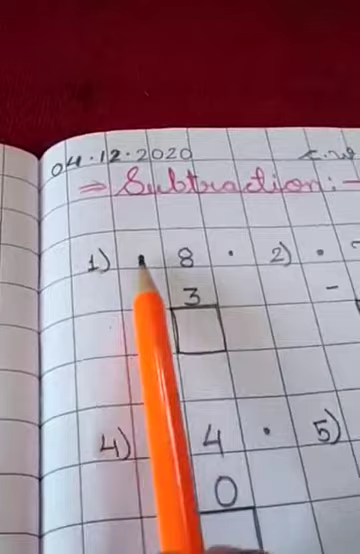 04.12.2020 c.w
⇒ Subtraction:-
1) • 8 • 2) •
3 -
4) 4 • 5)
0